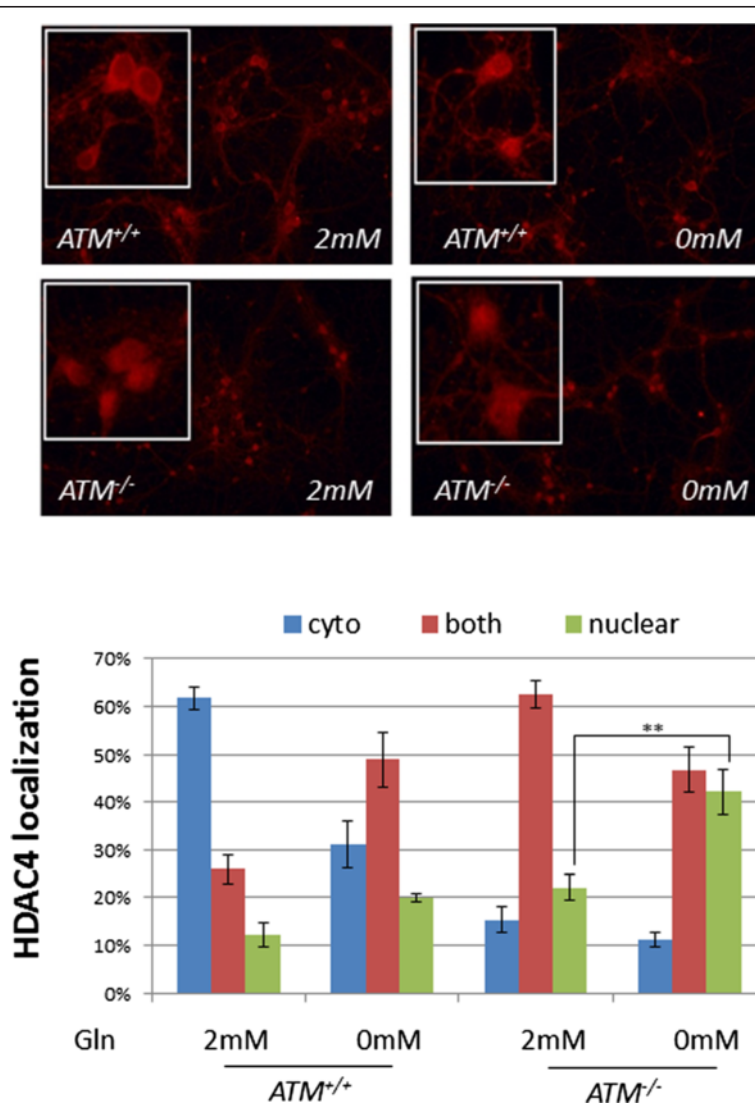 ATM+/+ 2mM
ATM+/+ 0mM
ATM-/- 2mM
ATM-/- 0mM
cyto both nuclear
HDAC4 localization
70%
60%
50%
40%
30%
20%
10%
0%
**
Gln 2mM 0mM 2mM 0mM
ATM+/+ ATM-/-